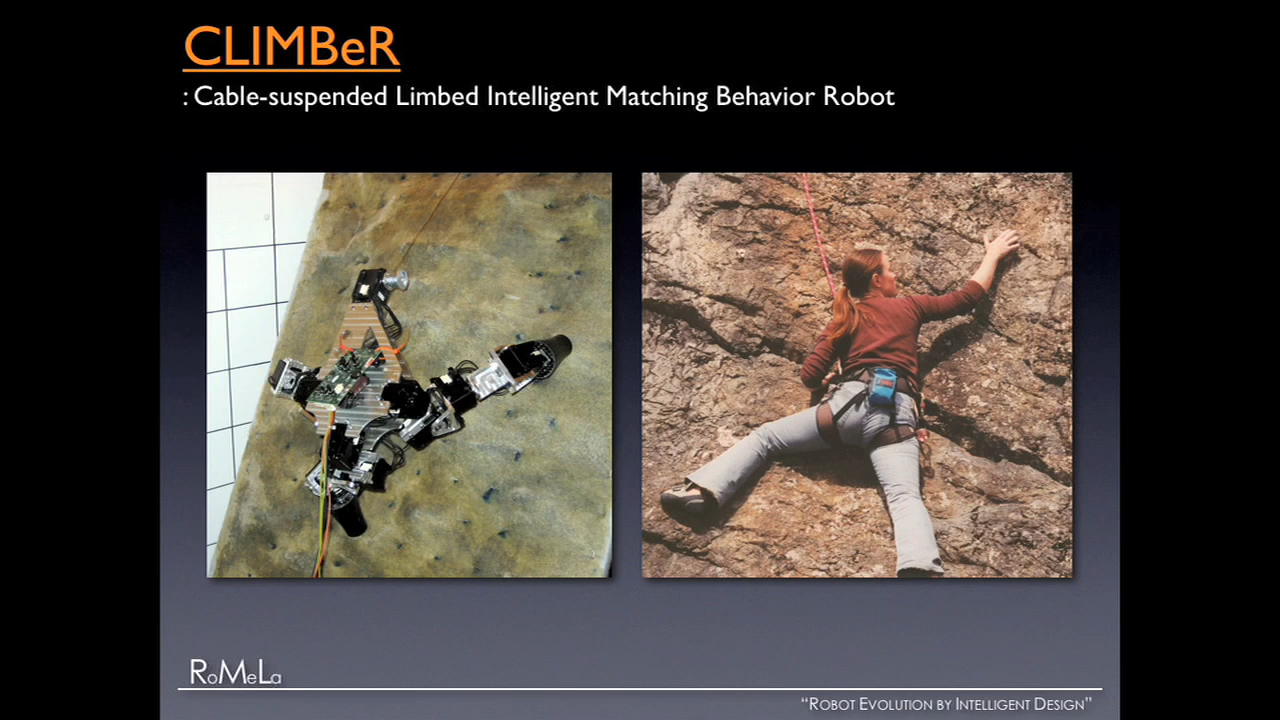 CLIMBeR
: Cable-suspended Limbed Intelligent Matching Behavior Robot
RoMeLa
“ROBOT EVOLUTION BY INTELLIGENT DESIGN”